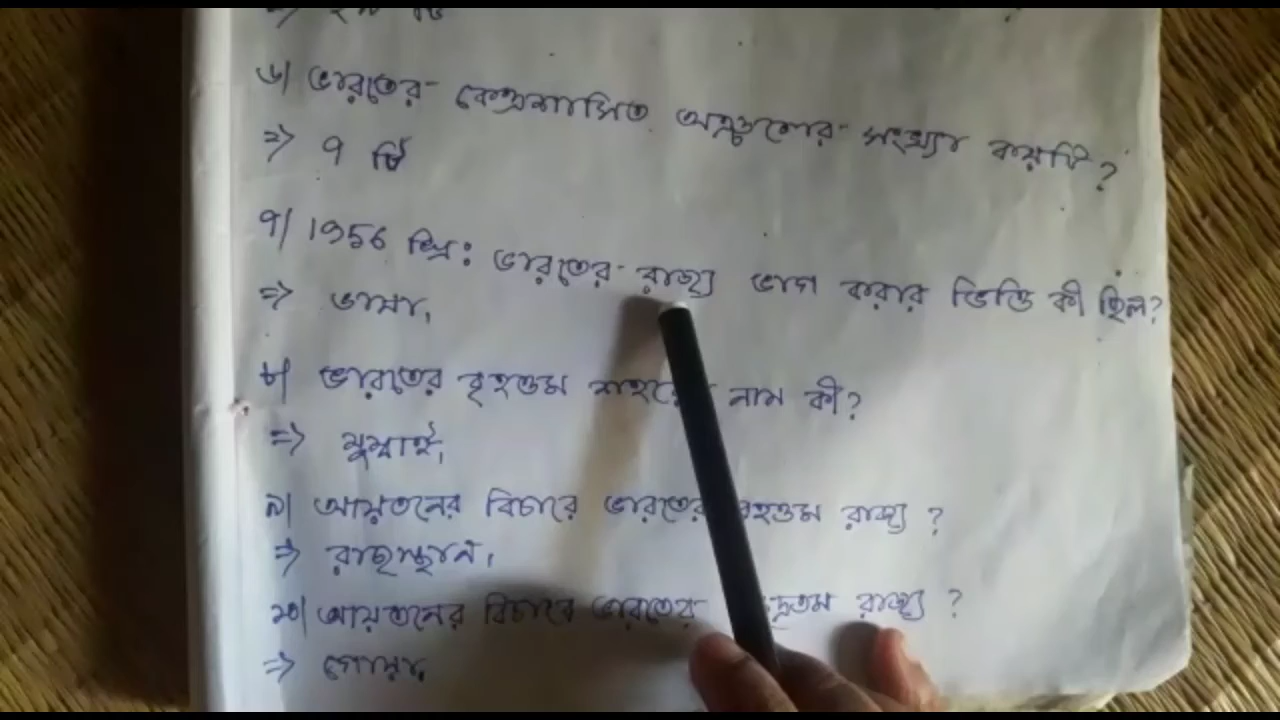 ৬| ভারতের কেন্দ্রশাসিত অঞ্চলের সংখ্যা কয়টি?
=> ৭ টি
৭| 1956 খ্রি: ভারতের রাজ্য ভাগ করার ভিত্তি কী ছিল?
=> ভাষা,
৮| ভারতের বৃহত্তম শহরের নাম কী?
=> মুম্বাই,
৯| আয়তনের বিচারে ভারতের বৃহত্তম রাজ্য ?
=> রাজস্থান,
১০| আয়তনের বিচারে ভারতের রাজ্য ?
=> গোয়া,